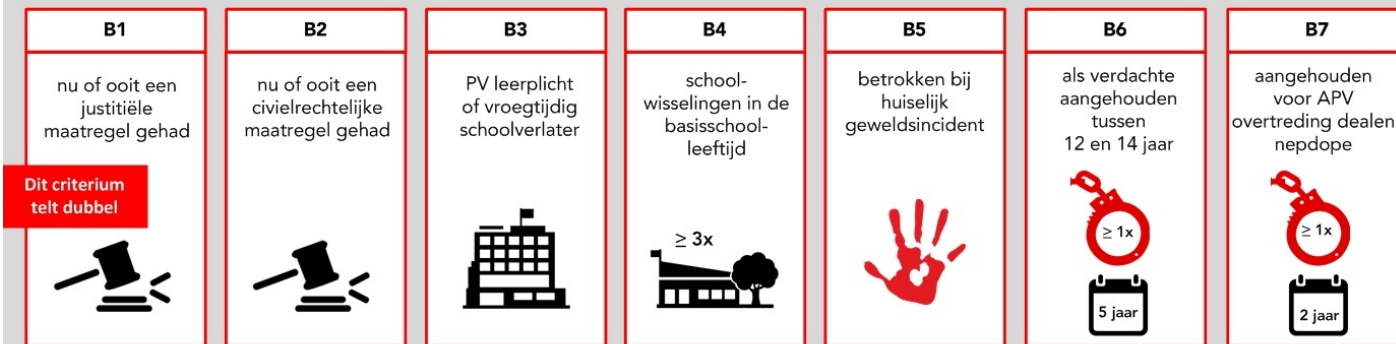 B1
nu of ooit een
justitiële
maatregel gehad
Dit criterium
telt dubbel
B2
nu of ooit een
civielrechtelijke
maatregel gehad
B3
PV leerplicht
of vroegtijdig
schoolverlater
B4
school-
wisselingen in de
basisschool-
leeftijd
≥ 3x
B5
betrokken bij
huiselijk
geweldsincident
B6
als verdachte
aangehouden
tussen
12 en 14 jaar
≥ 1x
5 jaar
B7
aangehouden
voor APV
overtreding dealen
nepdope
≥ 1x
2 jaar